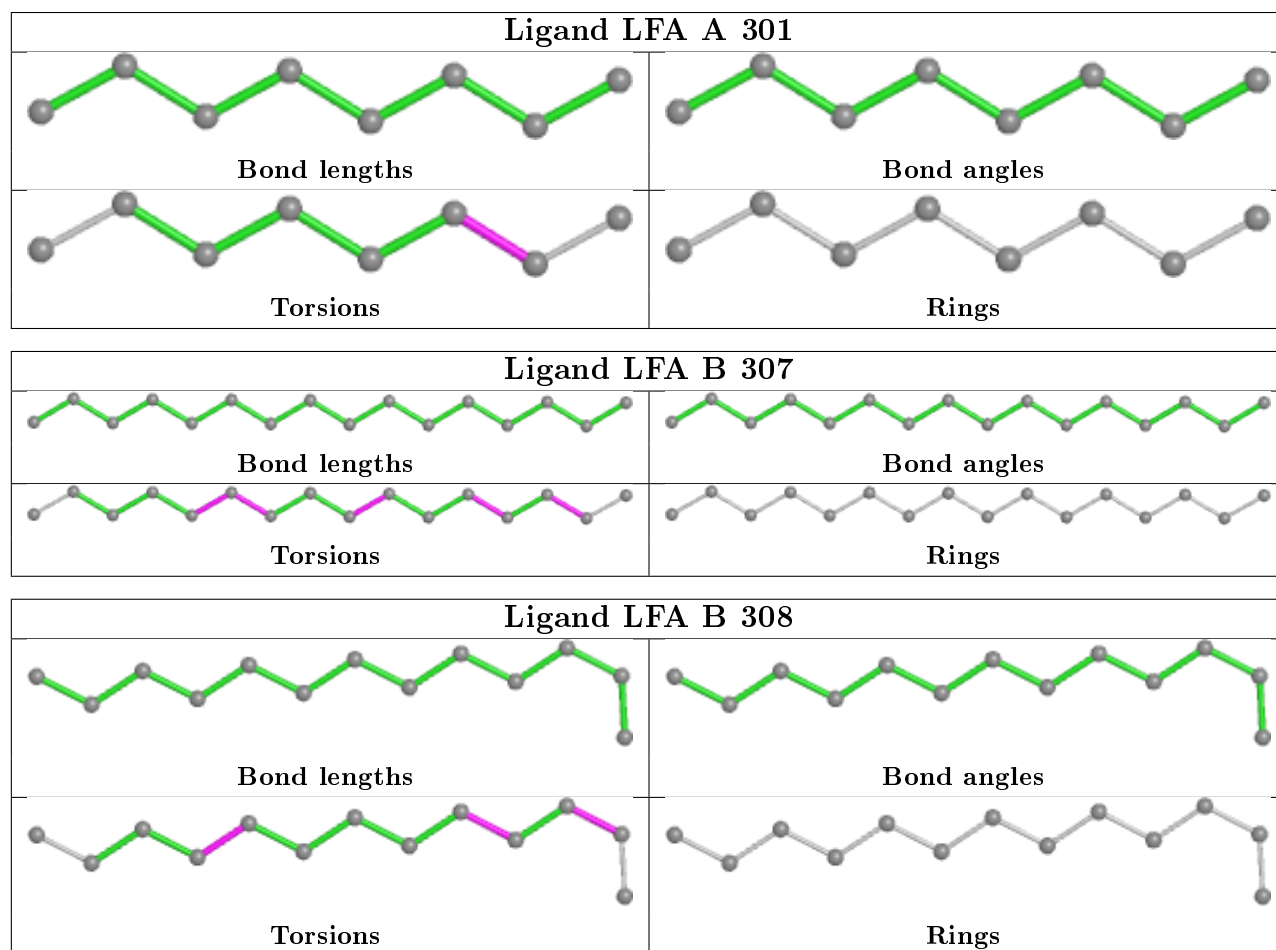 Ligand LFA A 301
Bond lengths
Bond angles
Torsions
Rings
Ligand LFA B 307
Bond lengths
Bond angles
Torsions
Rings
Ligand LFA B 308
Bond lengths
Bond angles
Torsions
Rings